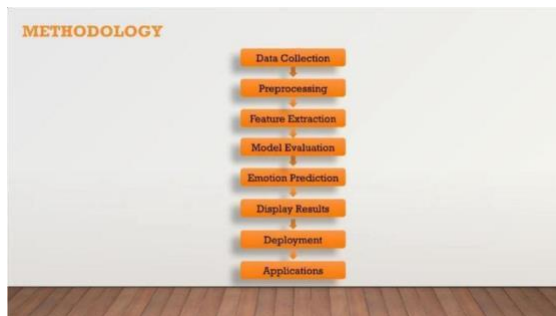 METHODOLOGY
Data Collection
Preprocessing
Feature Extraction
Model Evaluation
Emotion Prediction
Display Results
Deployment
Applications